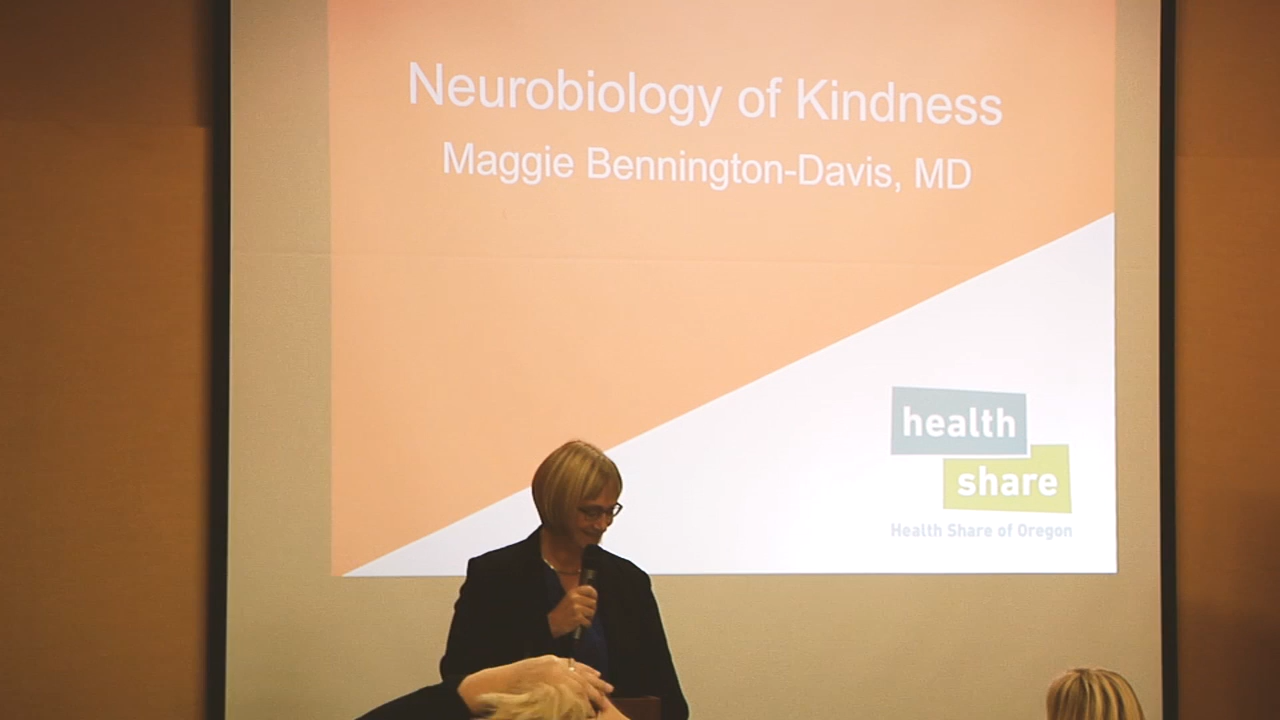 Neurobiology of Kindness
Maggie Bennington-Davis, MD
health
share
Health Share of Oregon